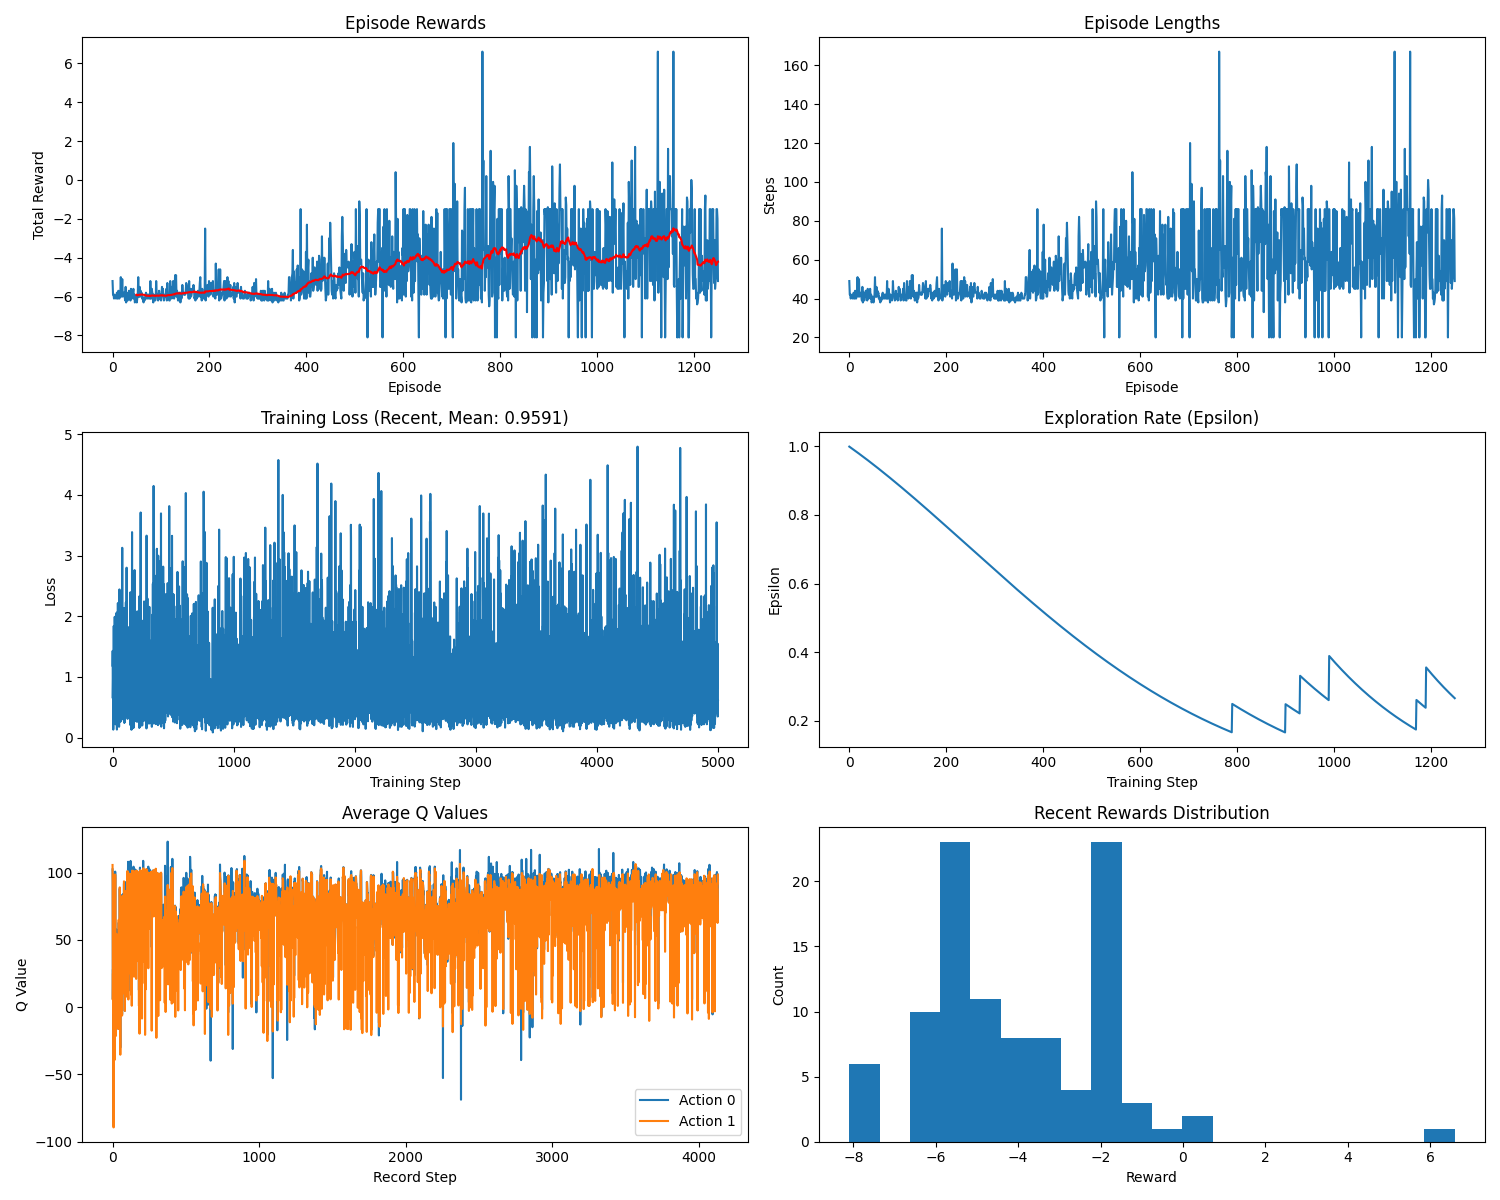 Episode Rewards
Total Reward
6
4
2
0
−2
−4
−6
−8
0 200 400 600 800 1000 1200
Episode
Episode Lengths
Steps
160
140
120
100
80
60
40
20
0 200 400 600 800 1000 1200
Episode
Training Loss (Recent, Mean: 0.9591)
Loss
5
4
3
2
1
0
0 1000 2000 3000 4000 5000
Training Step
Exploration Rate (Epsilon)
Epsilon
1.0
0.8
0.6
0.4
0.2
0 200 400 600 800 1000 1200
Training Step
Average Q Values
Q Value
100
50
0
−50
−100
Action 0
Action 1
0 1000 2000 3000 4000
Record Step
Recent Rewards Distribution
Count
20
15
10
5
0
−8 −6 −4 −2 0 2 4 6
Reward